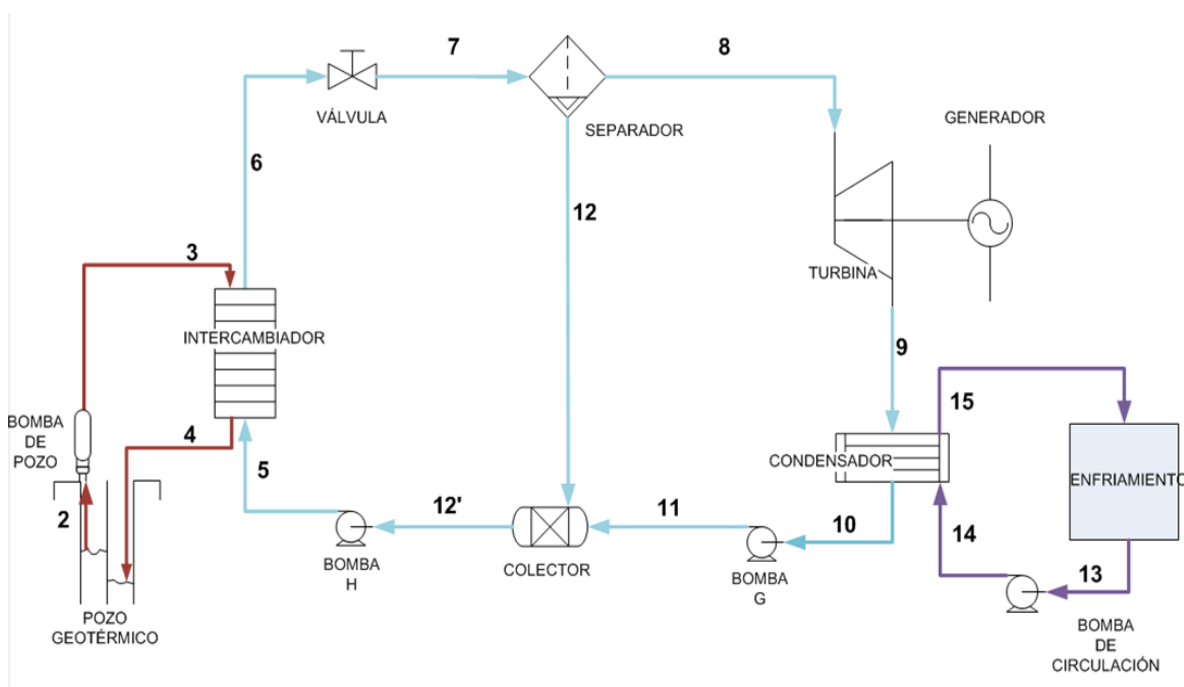 7
8
VÁLVULA
SEPARADOR
GENERADOR
6
12
3
TURBINA
INTERCAMBIADOR
9
15
BOMBA
DE
POZO
4
5
CONDENSADOR
ENFRIAMIENTO
2
12'
11
10
14
13
BOMBA
H
COLECTOR
BOMBA
G
POZO
GEOTÉRMICO
BOMBA
DE
CIRCULACIÓN